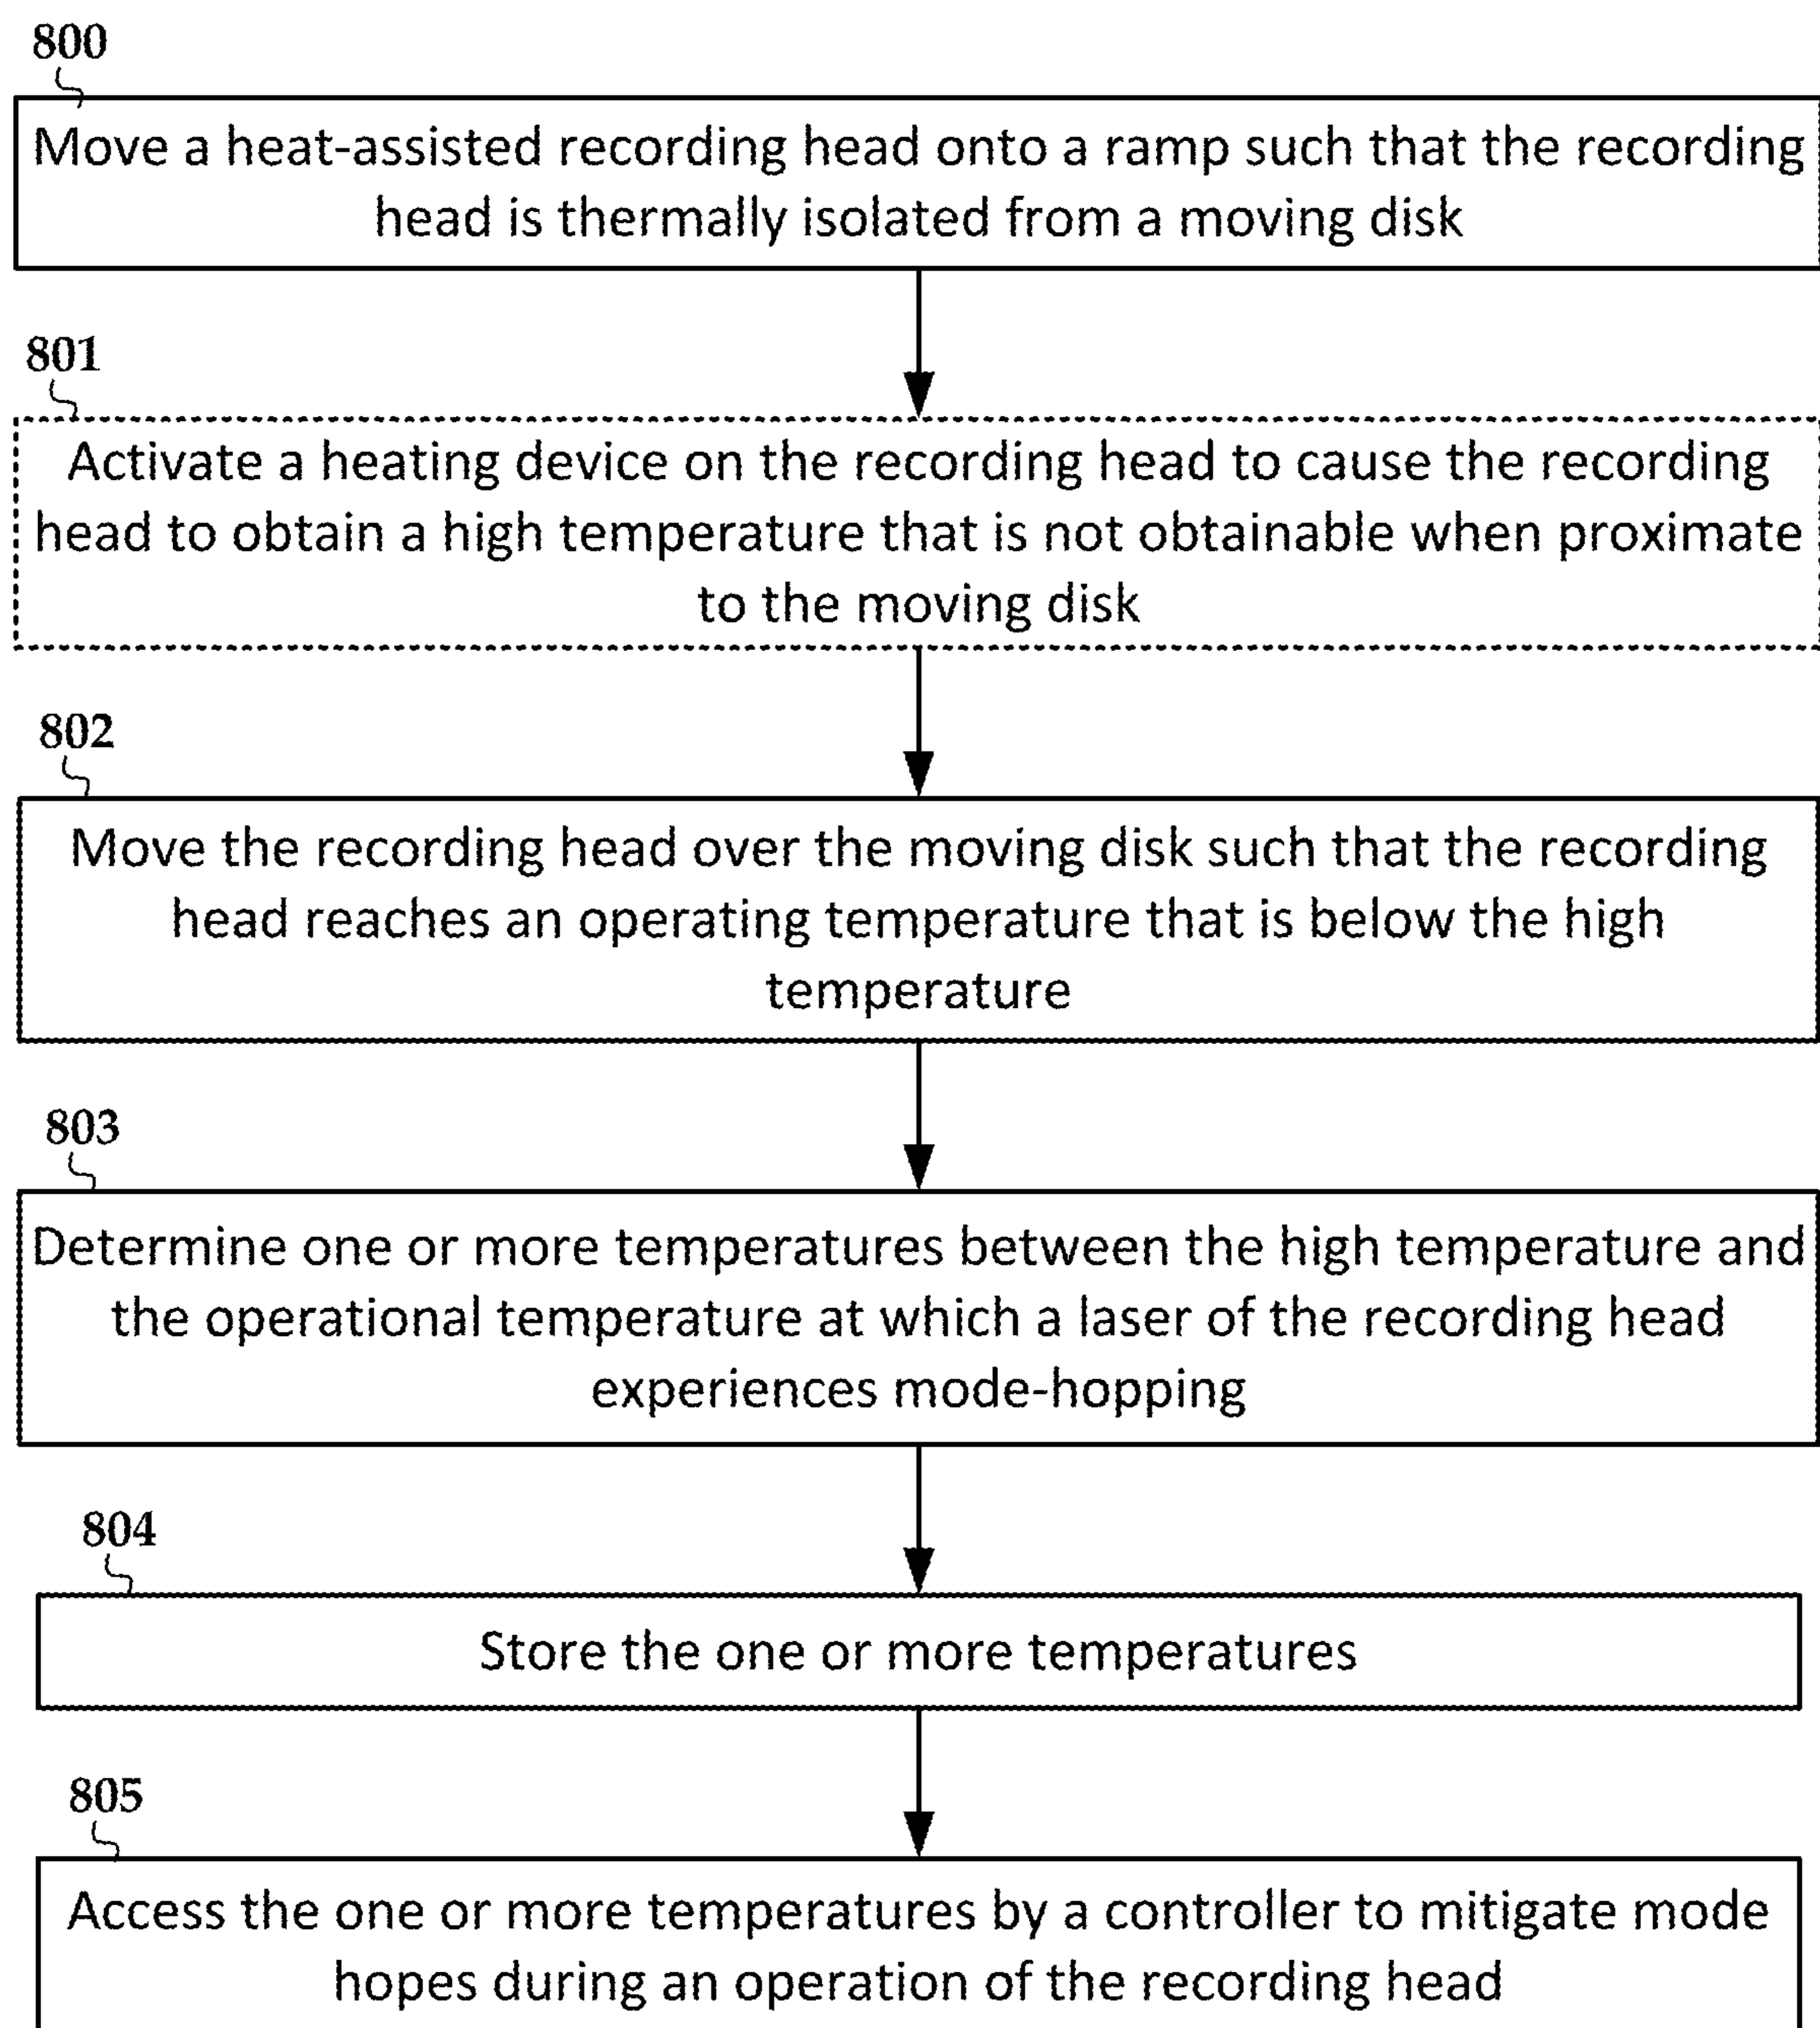 800
Move a heat-assisted recording head onto a ramp such that the recording
head is thermally isolated from a moving disk
801
Activate a heating device on the recording head to cause the recording
head to obtain a high temperature that is not obtainable when proximate
to the moving disk
802
Move the recording head over the moving disk such that the recording
head reaches an operating temperature that is below the high
temperature
803
Determine one or more temperatures between the high temperature and
the operational temperature at which a laser of the recording head
experiences mode-hopping
804
Store the one or more temperatures
805
Access the one or more temperatures by a controller to mitigate mode
hopes during an operation of the recording head